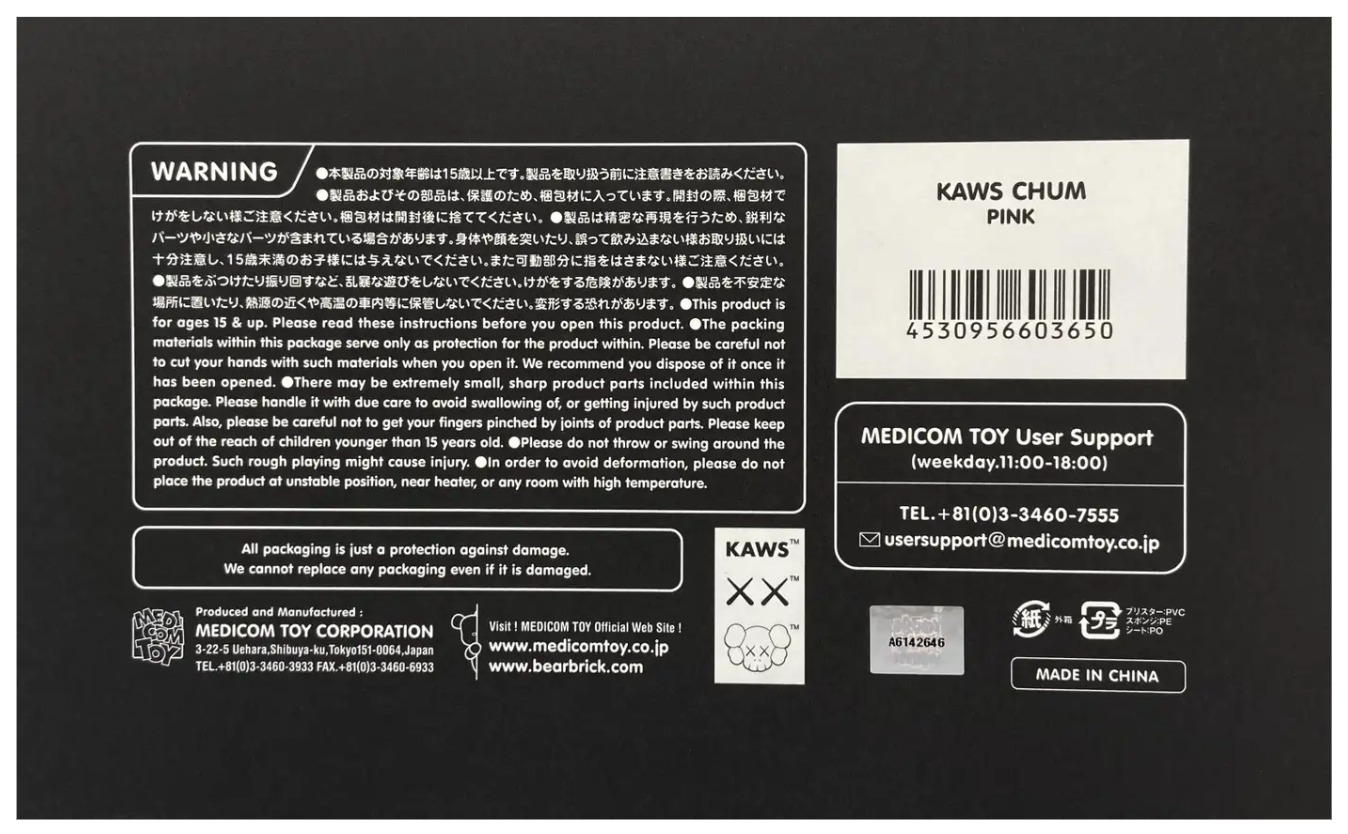 WARNING
●本製品の対象年齢は15歳以上です。製品を取り扱う前に注意書きをお読みください。
●製品およびその部品は、保護のため、梱包材に入っています。開封の際、梱包材で
けがをしない様ご注意ください。梱包材は開封後に捨ててください。 ●製品は精密な再現を行うため、鋭利な
パーツや小さなパーツが含まれている場合があります。身体や顔を突いたり、誤って飲み込まない様お取り扱いには
十分注意し、15歳未満のお子様には与えないでください。また可動部分に指をはさまない様ご注意ください。
●製品をぶつけたり振り回すなど、乱暴な遊びをしないでください。けがをする危険があります。 ●製品を不安定な
場所に置いたり、熱源の近くや高温の車内等に保管しないでください。変形する恐れがあります。 ●This product is
for ages 15 & up. Please read these instructions before you open this product. ●The packing
materials within this package serve only as protection for the product within. Please be careful not
to cut your hands with such materials when you open it. We recommend you dispose of it once it
has been opened. ●There may be extremely small, sharp product parts included within this
package. Please handle it with due care to avoid swallowing of, or getting injured by such product
parts. Also, please be careful not to get your fingers pinched by joints of product parts. Please keep
out of the reach of children younger than 15 years old. ●Please do not throw or swing around the
product. Such rough playing might cause injury. ●In order to avoid deformation, please do not
place the product at unstable position, near heater, or any room with high temperature.
All packaging is just a protection against damage.
We cannot replace any packaging even if it is damaged.
MEDI
COM
TOY
Produced and Manufactured :
MEDICOM TOY CORPORATION
3-22-5 Uehara,Shibuya-ku,Tokyo151-0064,Japan
TEL.+81(0)3-3460-3933 FAX.+81(0)3-3460-6933
Visit ! MEDICOM TOY Official Web Site !
www.medicomtoy.co.jp
www.bearbrick.com
KAWS™
XX™
™
KAWS CHUM
PINK
4530956603650
MEDICOM TOY User Support
(weekday.11:00-18:00)
TEL.+81(0)3-3460-7555
usersupport@medicomtoy.co.jp
A6142646
紙 外箱
プラ
ブリスター:PVC
スポンジ:PE
シート:PO
MADE IN CHINA